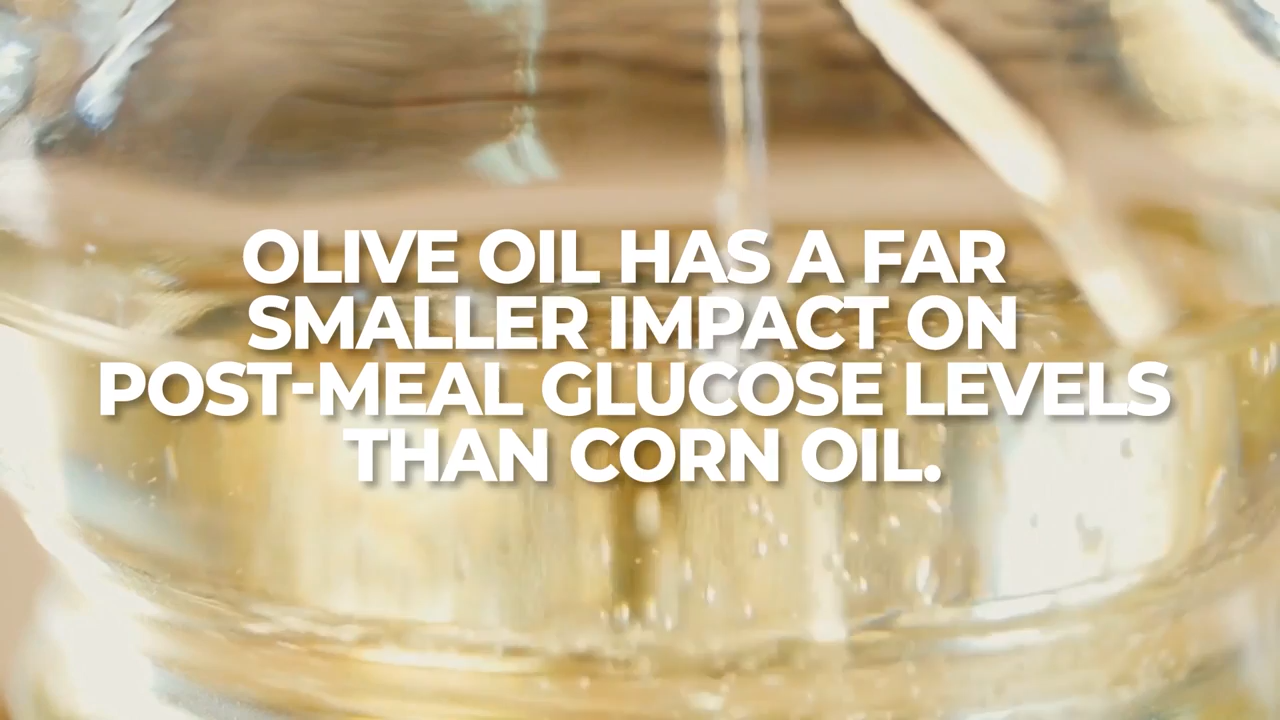 OLIVE OIL HAS A FAR
SMALLER IMPACT ON
POST-MEAL GLUCOSE LEVELS
THAN CORN OIL.